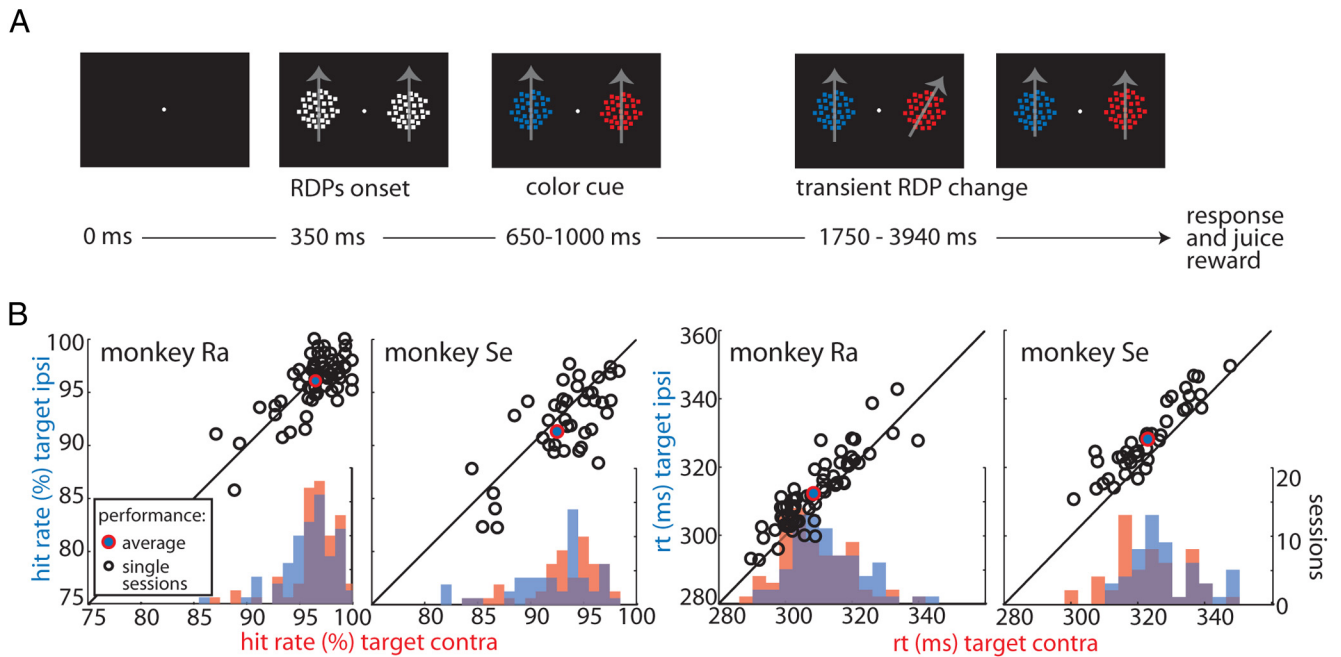 A
RDPs onset
color cue
transient RDP change
0 ms
350 ms
650-1000 ms
1750 - 3940 ms
response
and juice
reward
B
hit rate (%) target ipsi
100
95
90
85
80
75
monkey Ra
performance:
average
single
sessions
75 80 85 90 95 100
monkey Se
80 85 90 95 100
hit rate (%) target contra
rt (ms) target ipsi
360
340
320
300
280
monkey Ra
280 300 320 340
monkey Se
280 300 320 340
rt (ms) target contra
20
15
10
5
0
sessions